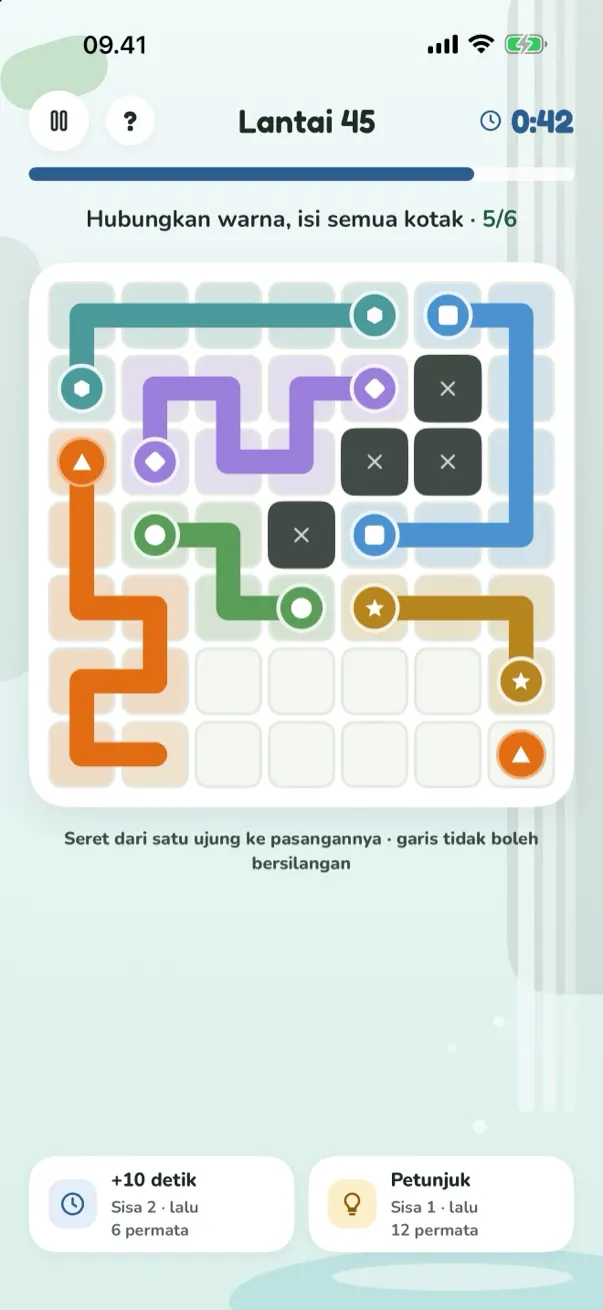 09.41
?
Lantai 45
0:42
Hubungkan warna, isi semua kotak · 5/6
Seret dari satu ujung ke pasangannya · garis tidak boleh
bersilangan
+10 detik
Sisa 2 · lalu
6 permata
Petunjuk
Sisa 1 · lalu
12 permata